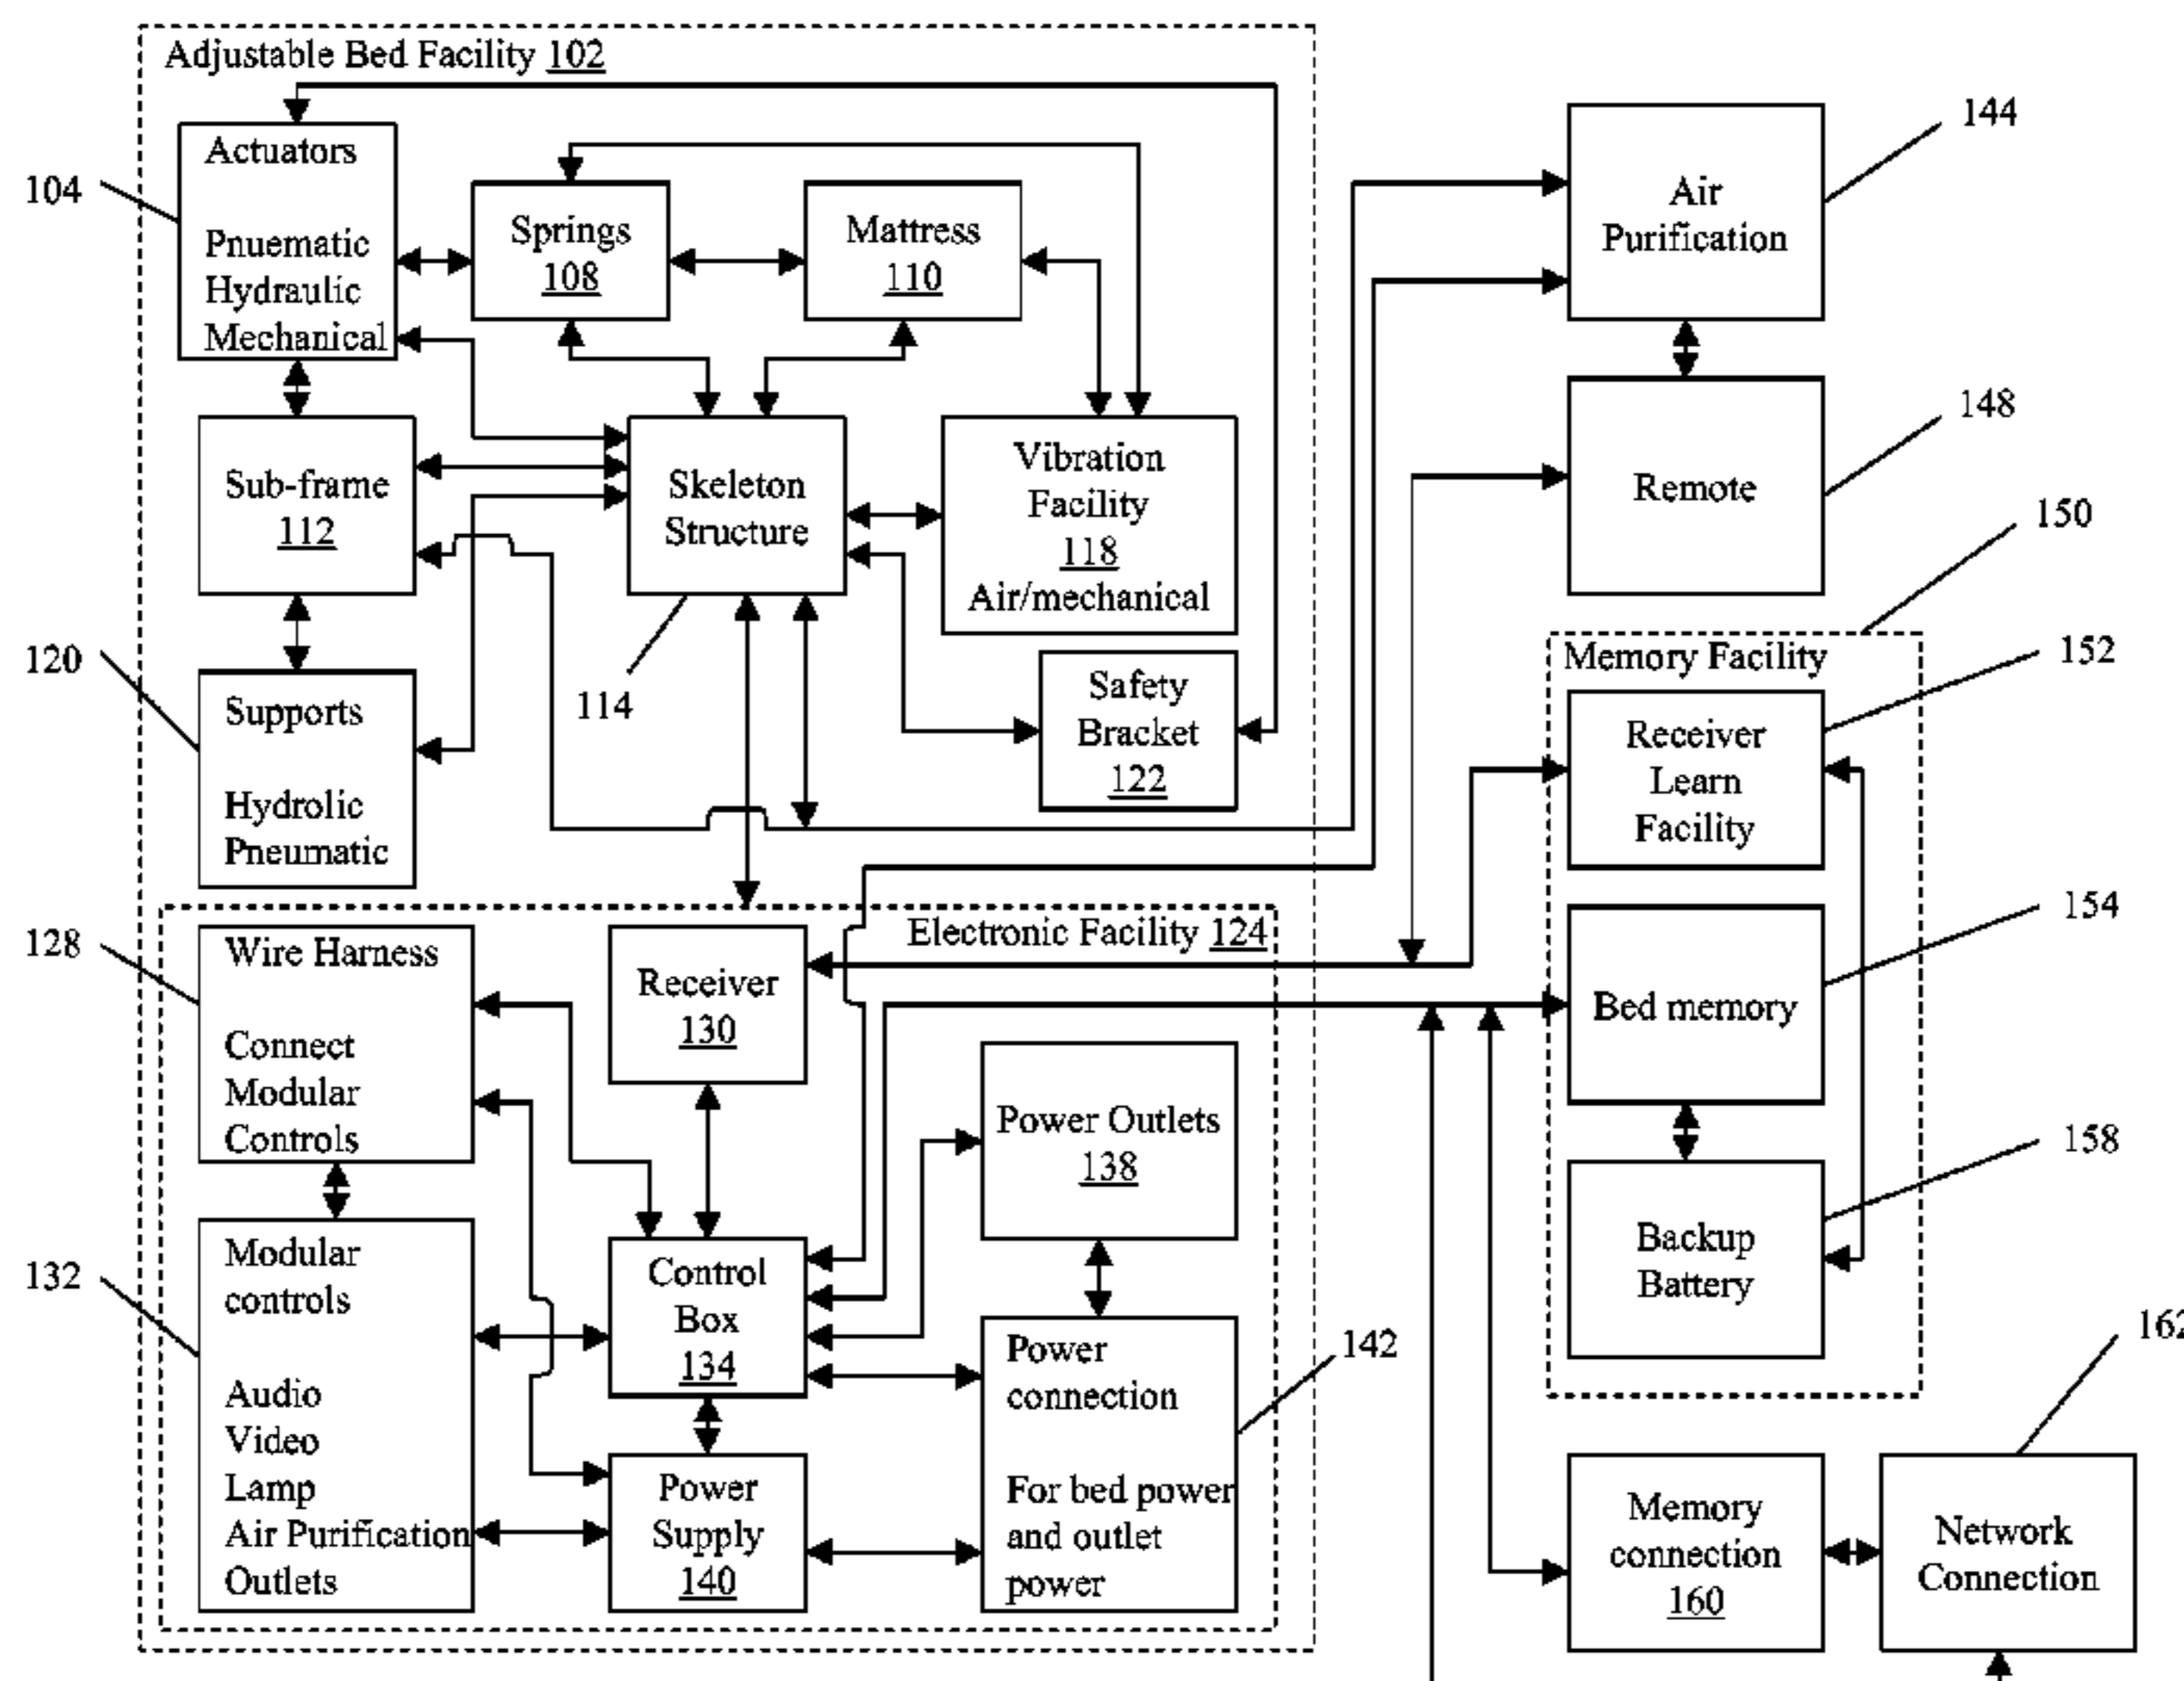 Adjustable Bed Facility 102
Actuators
Pnuematic
Hydraulic
Mechanical
104
Springs
108
Mattress
110
Air
Purification
144
Remote
148
Sub-frame
112
Skeleton
Structure
114
Vibration
Facility
118
Air/mechanical
Supports
Hydrolic
Pneumatic
120
Safety
Bracket
122
150
Memory Facility
Receiver
Learn
Facility
152
Bed memory
154
Backup
Battery
158
Electronic Facility 124
Wire Harness
Connect
Modular
Controls
128
Receiver
130
Power Outlets
138
Modular
controls
Audio
Video
Lamp
Air Purification
Outlets
132
Control
Box
134
Power
Supply
140
Power
connection
For bed power
and outlet
power
142
Memory
connection
160
Network
Connection
162